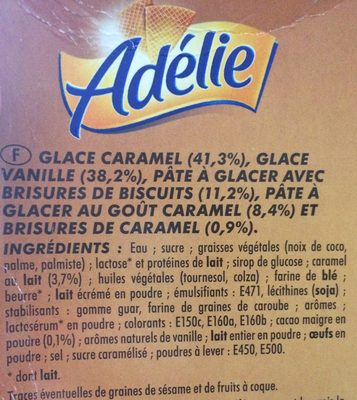 Adélie
F GLACE CARAMEL (41,3%), GLACE
VANILLE (38,2%), PÂTE À GLACER AVEC
BRISURES DE BISCUITS (11,2%), PÂTE À
GLACER AU GOÛT CARAMEL (8,4%) ET
BRISURES DE CARAMEL (0,9%).
INGRÉDIENTS : Eau ; sucre ; graisses végétales (noix de coco,
palme, palmiste) ; lactose* et protéines de lait ; sirop de glucose ; caramel
au lait (3,7%) ; huiles végétales (tournesol, colza) ; farine de blé ;
beurre* ; lait écrémé en poudre ; émulsifiants : E471, lécithines (soja) ;
stabilisants : gomme guar, farine de graines de caroube ; arômes ;
lactosérum* en poudre ; colorants : E150c, E160a, E160b ; cacao maigre en
poudre (0,1%) ; arômes naturels de vanille ; lait entier en poudre ; œufs en
poudre ; sel ; sucre caramélisé ; poudres à lever : E450, E500.
* dont lait.
Traces éventuelles de graines de sésame et de fruits à coque.